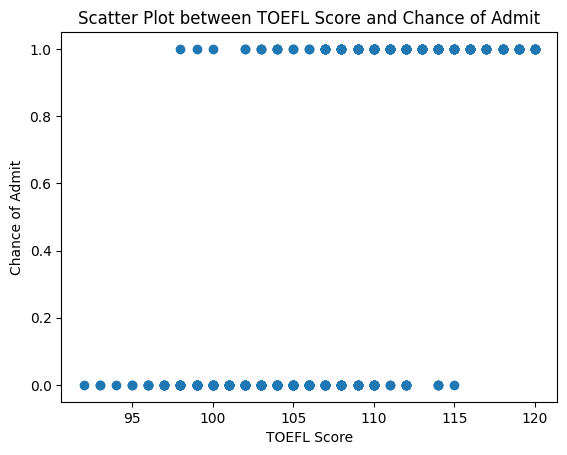 Scatter Plot between TOEFL Score and Chance of Admit
1.0
0.8
0.6
0.4
0.2
0.0
Chance of Admit
95 100 105 110 115 120
TOEFL Score